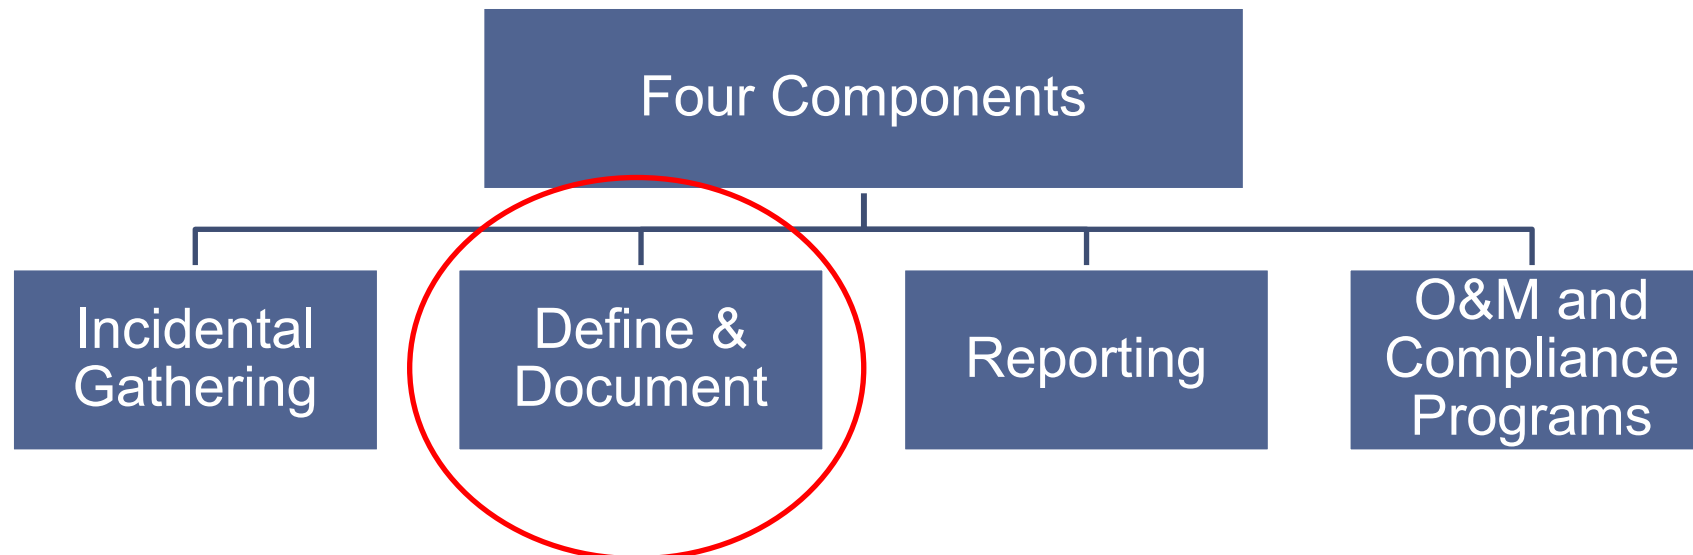 Four Components
Incidental
Gathering
Define &
Document
Reporting
O&M and
Compliance
Programs